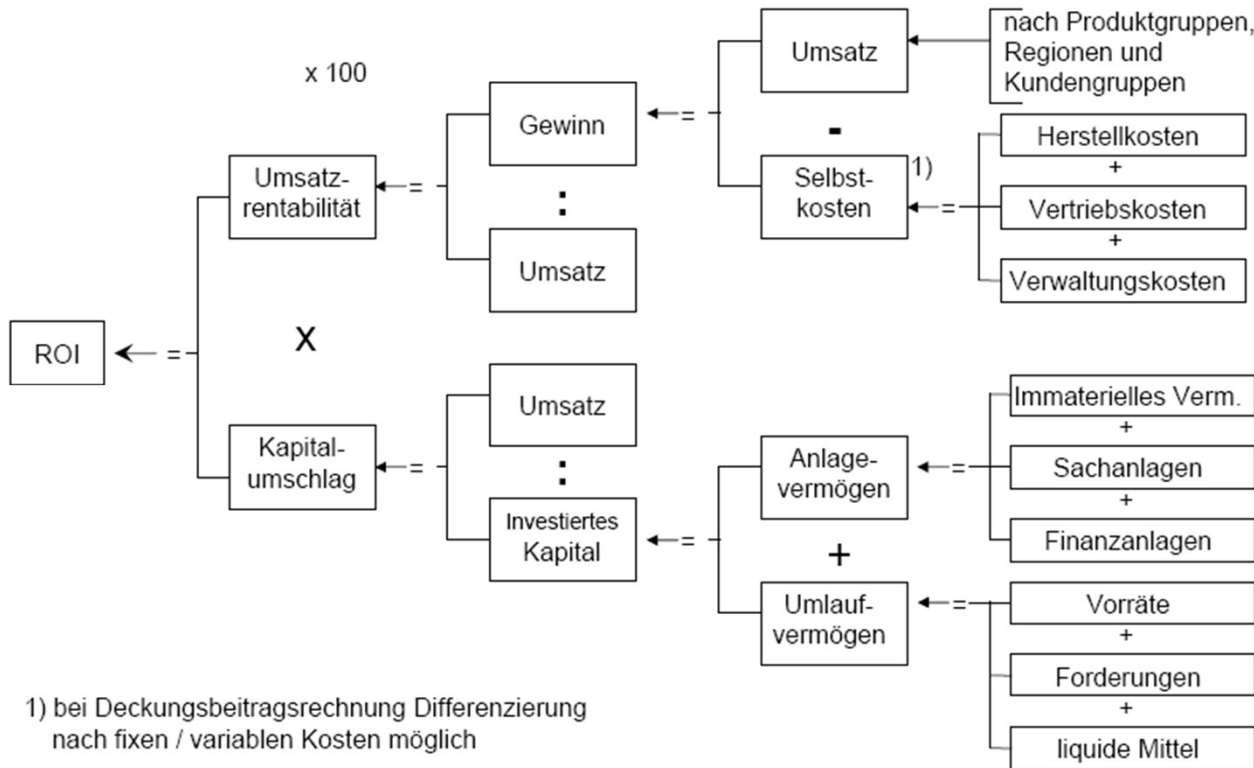 x 100
ROI
=
Umsatz-
rentabilität
=
X
Kapital-
umschlag
=
Gewinn
=
:
Umsatz
Umsatz
:
Investiertes
Kapital
=
Umsatz
nach Produktgruppen,
Regionen und
Kundengruppen
-
Selbst-
kosten
1)
=
Herstellkosten
+
Vertriebskosten
+
Verwaltungskosten
Anlage-
vermögen
=
Immaterielles Verm.
+
Sachanlagen
+
Finanzanlagen
+
Umlauf-
vermögen
=
Vorräte
+
Forderungen
+
liquide Mittel
1) bei Deckungsbeitragsrechnung Differenzierung
nach fixen / variablen Kosten möglich